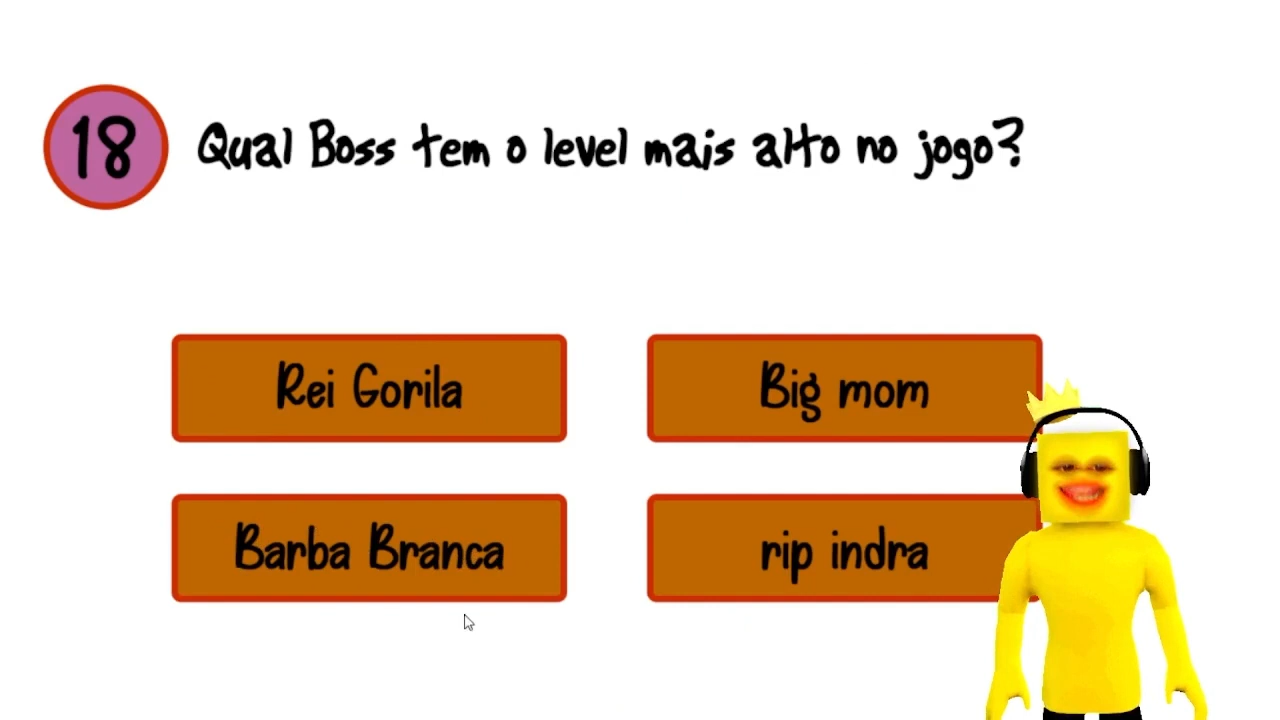 18
Qual Boss tem o level mais alto no jogo?
Rei Gorila
Big mom
Barba Branca
rip indra